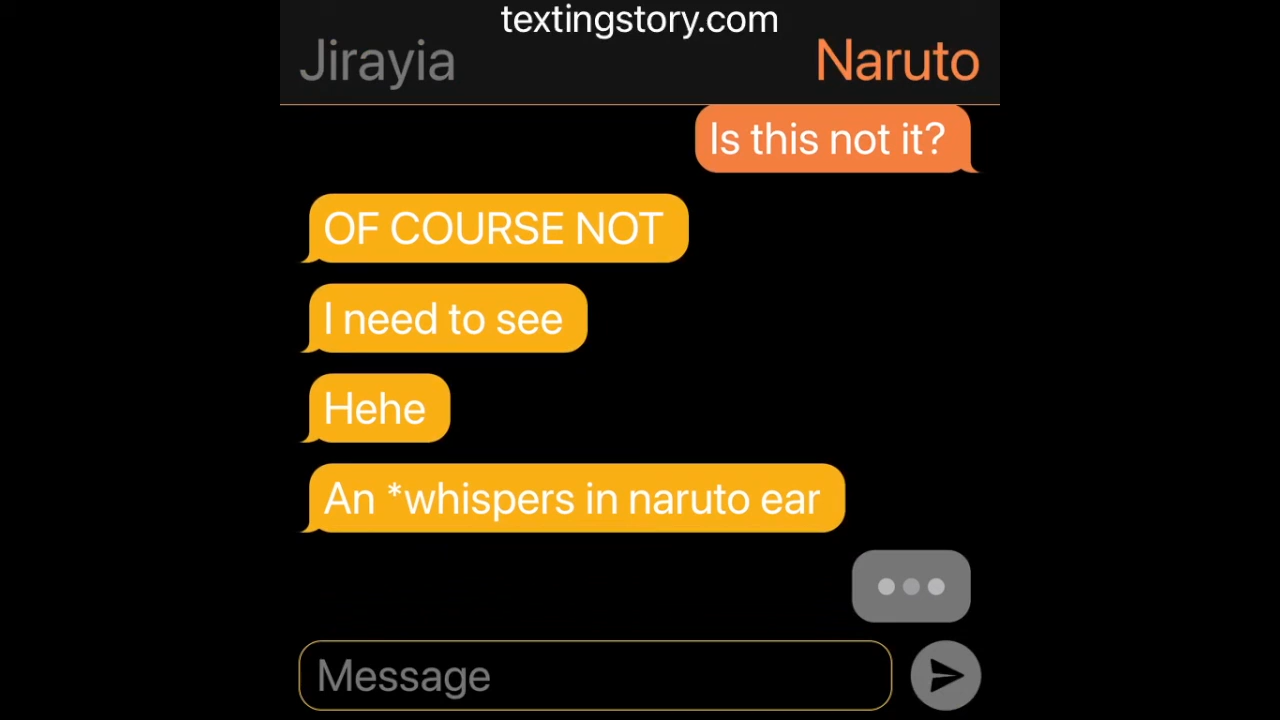 textingstory.com
Jirayia
Naruto
Is this not it?
OF COURSE NOT
I need to see
Hehe
An *whispers in naruto ear
Message